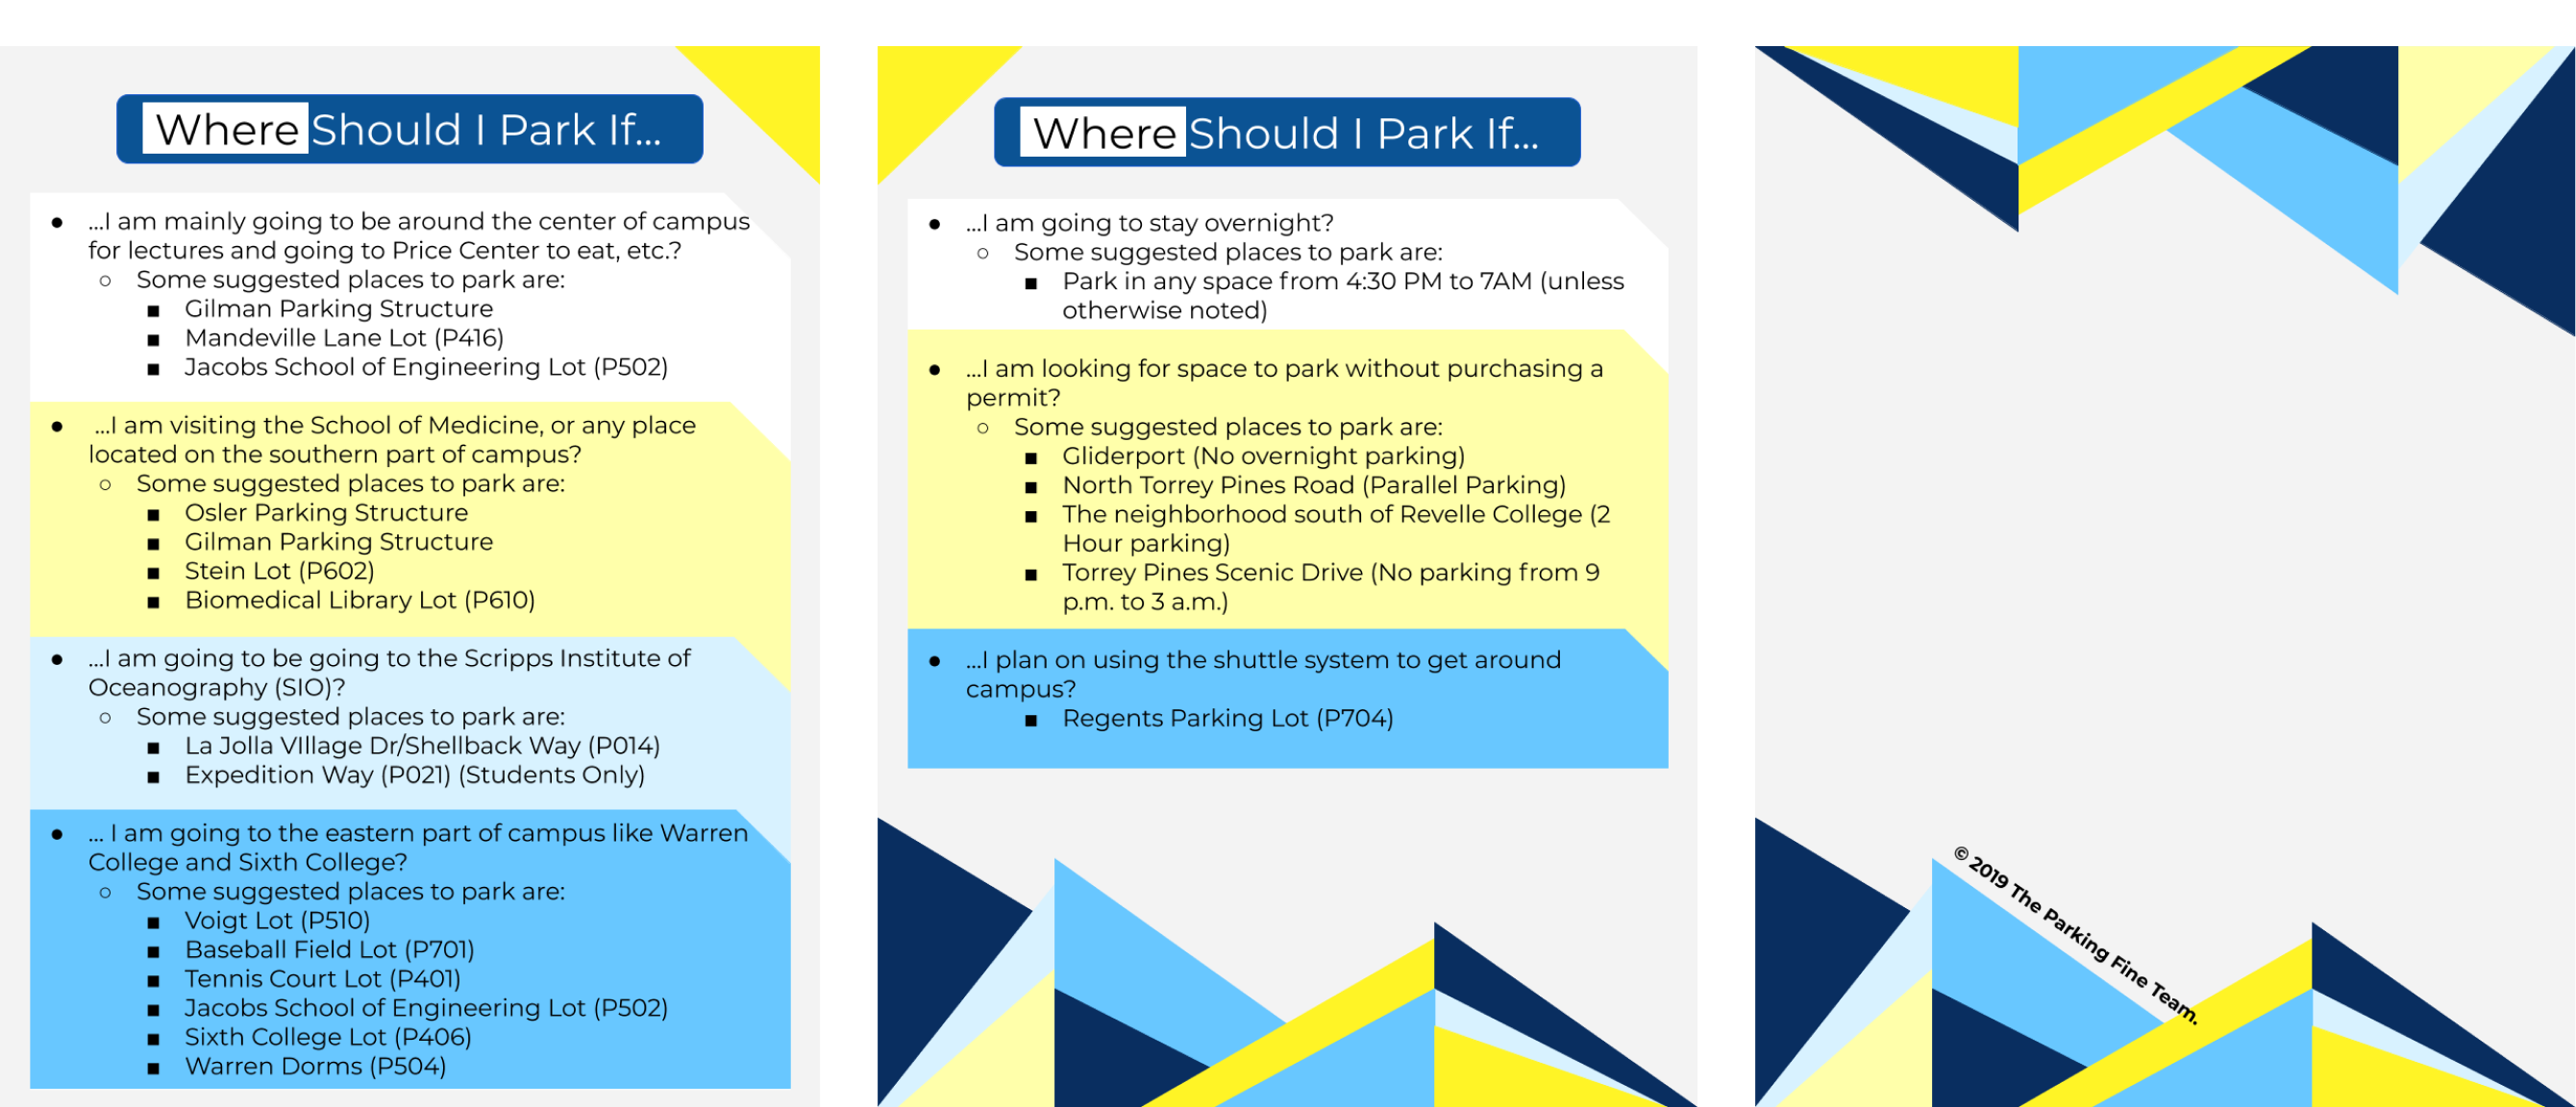 Where Should I Park If...
● ...I am mainly going to be around the center of campus
for lectures and going to Price Center to eat, etc.?
○ Some suggested places to park are:
■ Gilman Parking Structure
■ Mandeville Lane Lot (P416)
■ Jacobs School of Engineering Lot (P502)
● ...I am visiting the School of Medicine, or any place
located on the southern part of campus?
○ Some suggested places to park are:
■ Osler Parking Structure
■ Gilman Parking Structure
■ Stein Lot (P602)
■ Biomedical Library Lot (P610)
● ...I am going to be going to the Scripps Institute of
Oceanography (SIO)?
○ Some suggested places to park are:
■ La Jolla VIllage Dr/Shellback Way (P014)
■ Expedition Way (P021) (Students Only)
● ... I am going to the eastern part of campus like Warren
College and Sixth College?
○ Some suggested places to park are:
■ Voigt Lot (P510)
■ Baseball Field Lot (P701)
■ Tennis Court Lot (P401)
■ Jacobs School of Engineering Lot (P502)
■ Sixth College Lot (P406)
■ Warren Dorms (P504)
Where Should I Park If...
● ...I am going to stay overnight?
○ Some suggested places to park are:
■ Park in any space from 4:30 PM to 7AM (unless
otherwise noted)
● ...I am looking for space to park without purchasing a
permit?
○ Some suggested places to park are:
■ Gliderport (No overnight parking)
■ North Torrey Pines Road (Parallel Parking)
■ The neighborhood south of Revelle College (2
Hour parking)
■ Torrey Pines Scenic Drive (No parking from 9
p.m. to 3 a.m.)
● ...I plan on using the shuttle system to get around
campus?
■ Regents Parking Lot (P704)
© 2019 The Parking Fine Team.